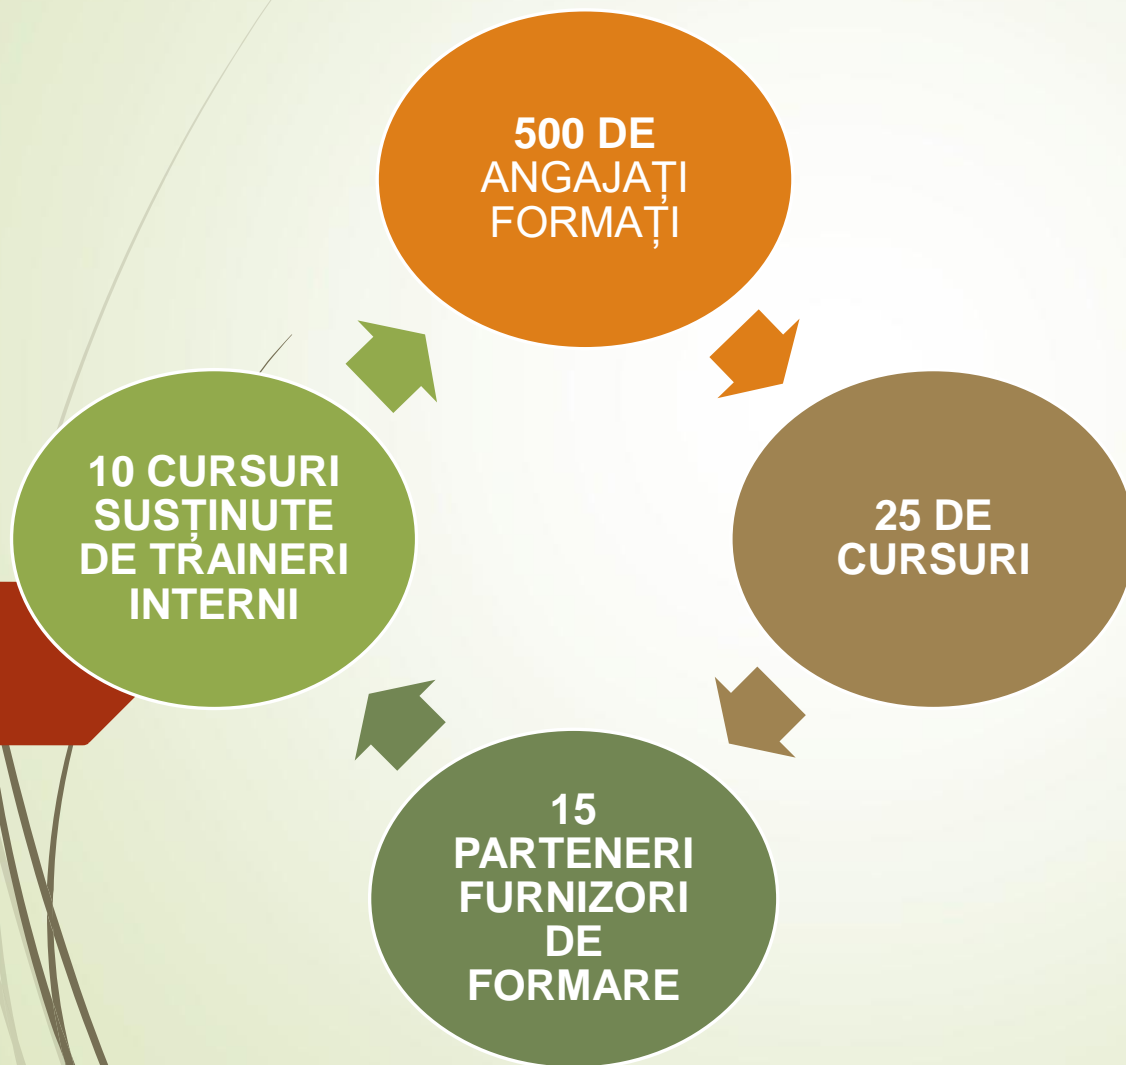 500 DE
ANGAJAȚI
FORMAȚI
25 DE
CURSURI
15
PARTENERI
FURNIZORI
DE
FORMARE
10 CURSURI
SUSȚINUTE
DE TRAINERI
INTERNI